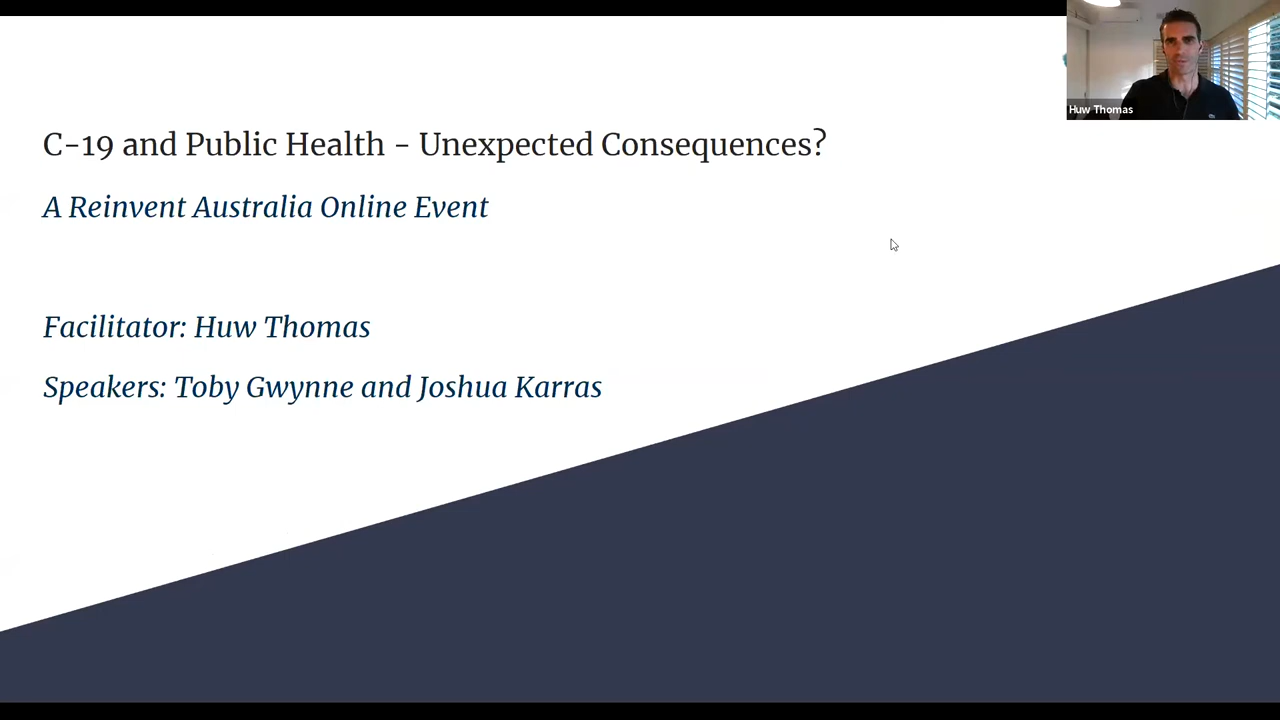 C-19 and Public Health - Unexpected Consequences?
A Reinvent Australia Online Event
Facilitator: Huw Thomas
Speakers: Toby Gwynne and Joshua Karras
Huw Thomas